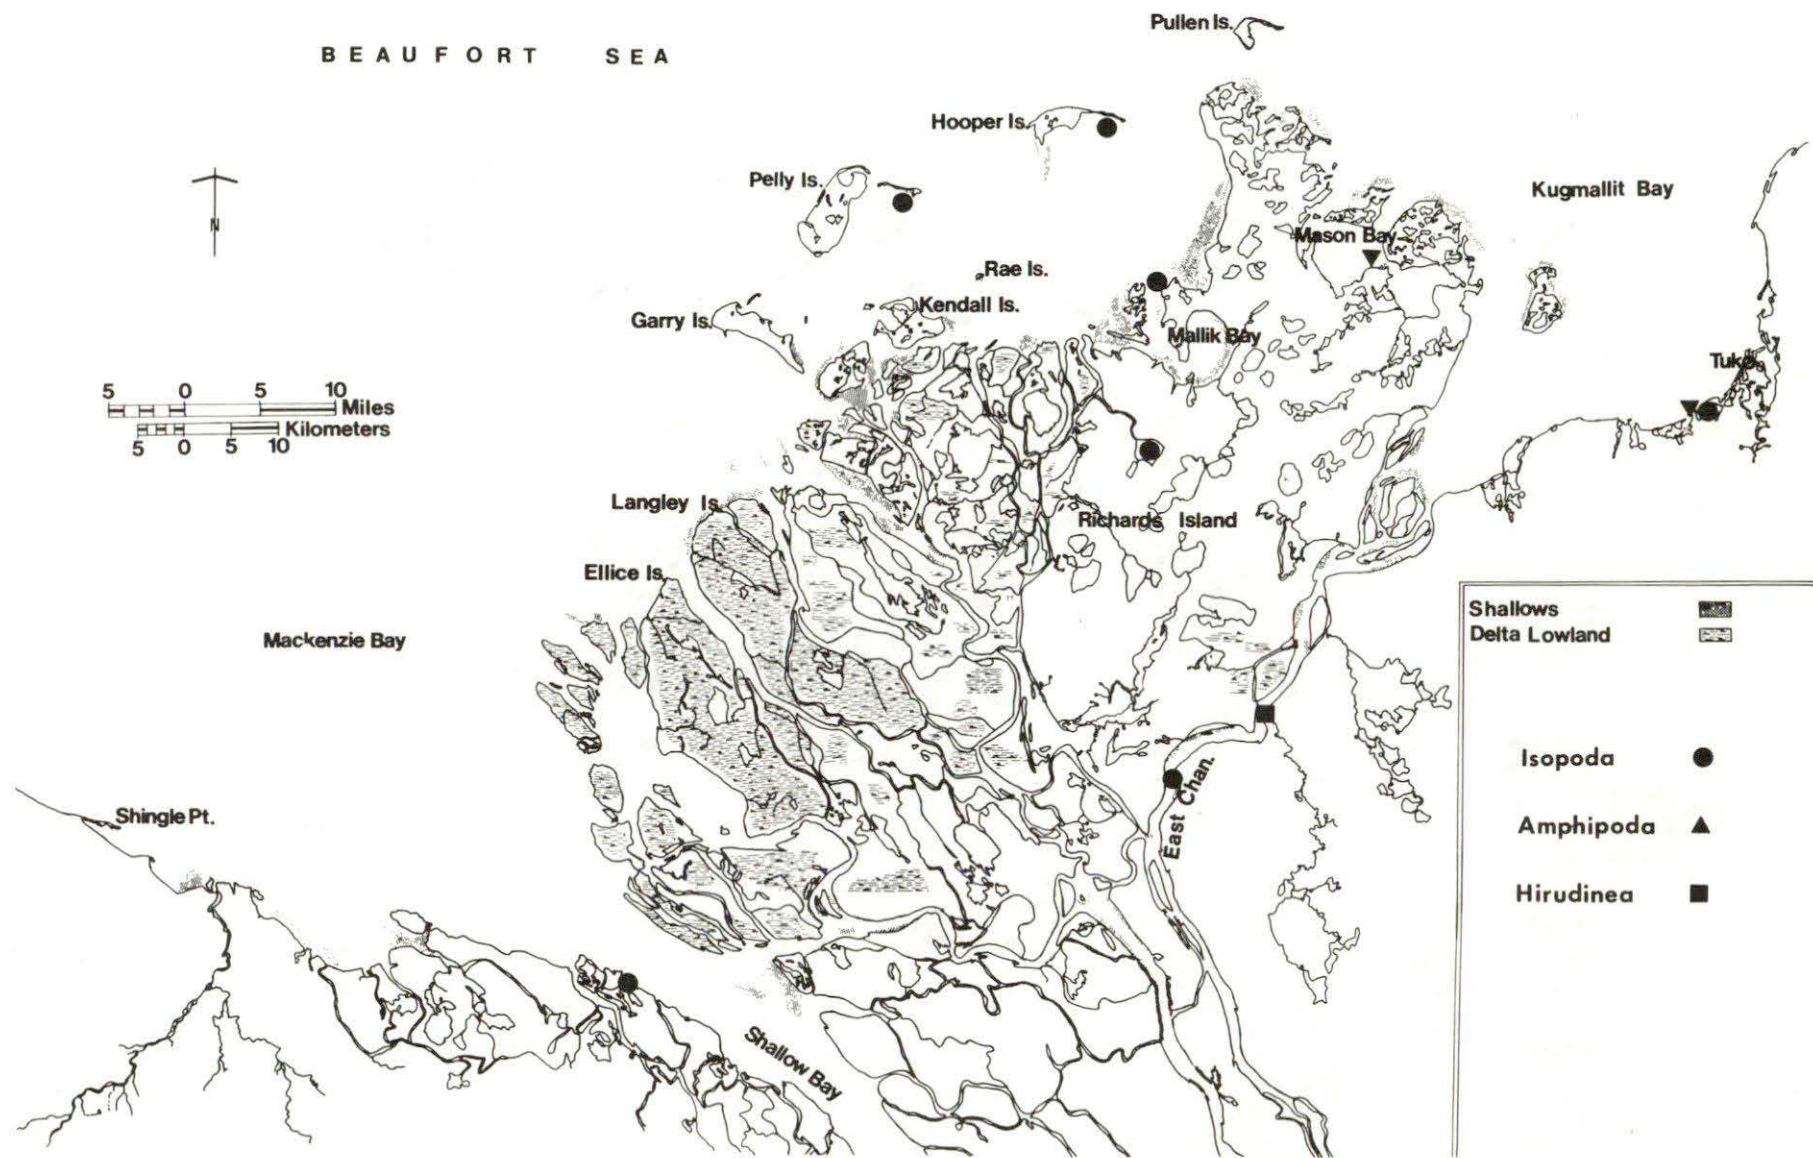 Pullen Is.
BEAUFORT SEA
Hooper Is.
Pelly Is.
Kugmallit Bay
N
Mason Bay
Rae Is.
Kendall Is.
Garry Is.
Mallik Bay
Tuk.
5 0 5 10
Miles
Kilometers
5 0 5 10
Langley Is.
Richards Island
Ellice Is.
Shallows
Delta Lowland
Mackenzie Bay
Isopoda
East Chan.
Shingle Pt.
Amphipoda
Hirudinea
Shallow Bay